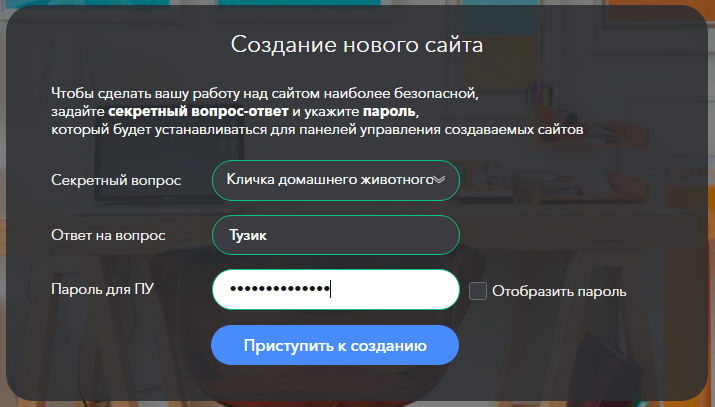 Создание нового сайта
Чтобы сделать вашу работу над сайтом наиболее безопасной,
задайте секретный вопрос-ответ и укажите пароль,
который будет устанавливаться для панелей управления создаваемых сайтов
Секретный вопрос
Кличка домашнего животного
Ответ на вопрос
Тузик
Пароль для ПУ
••••••••••••••
Отобразить пароль
Приступить к созданию